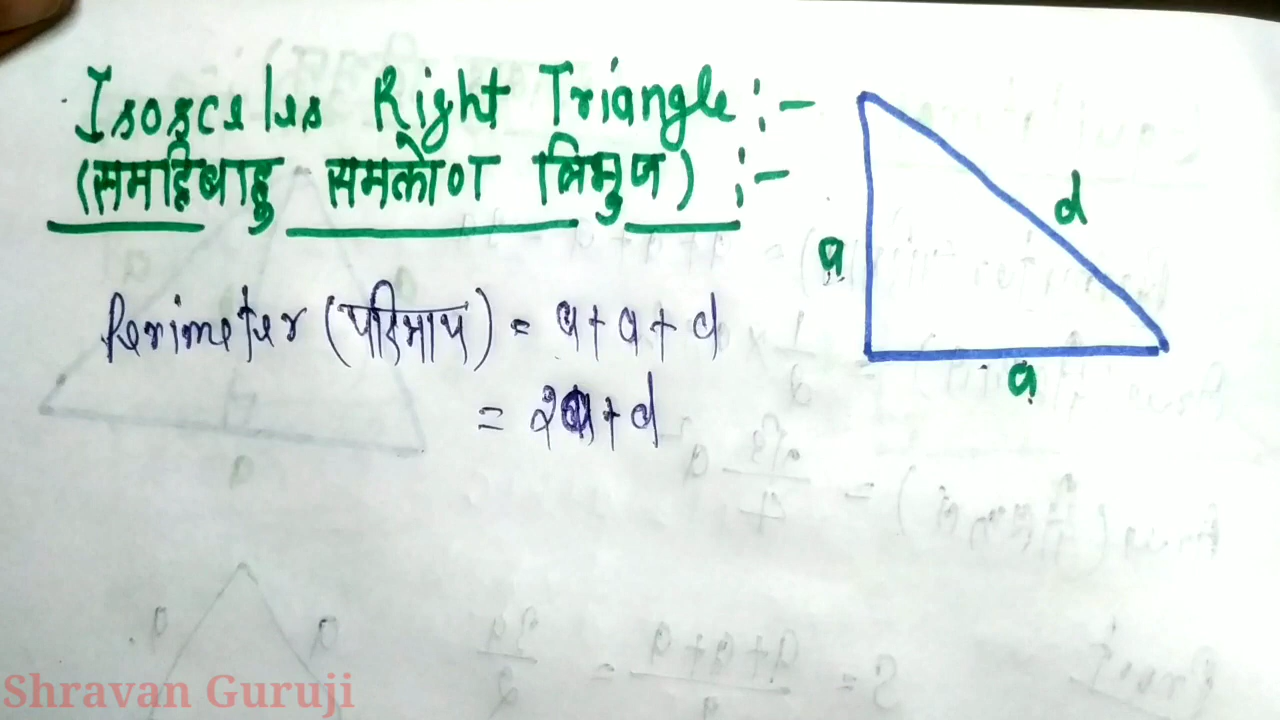 Isosceles Right Triangle :-
(समद्विबाहु समकोण त्रिभुज) :-
d
a
Perimeter (परिमाप) = a + a + d
a
= 2a + d
Shravan Guruji